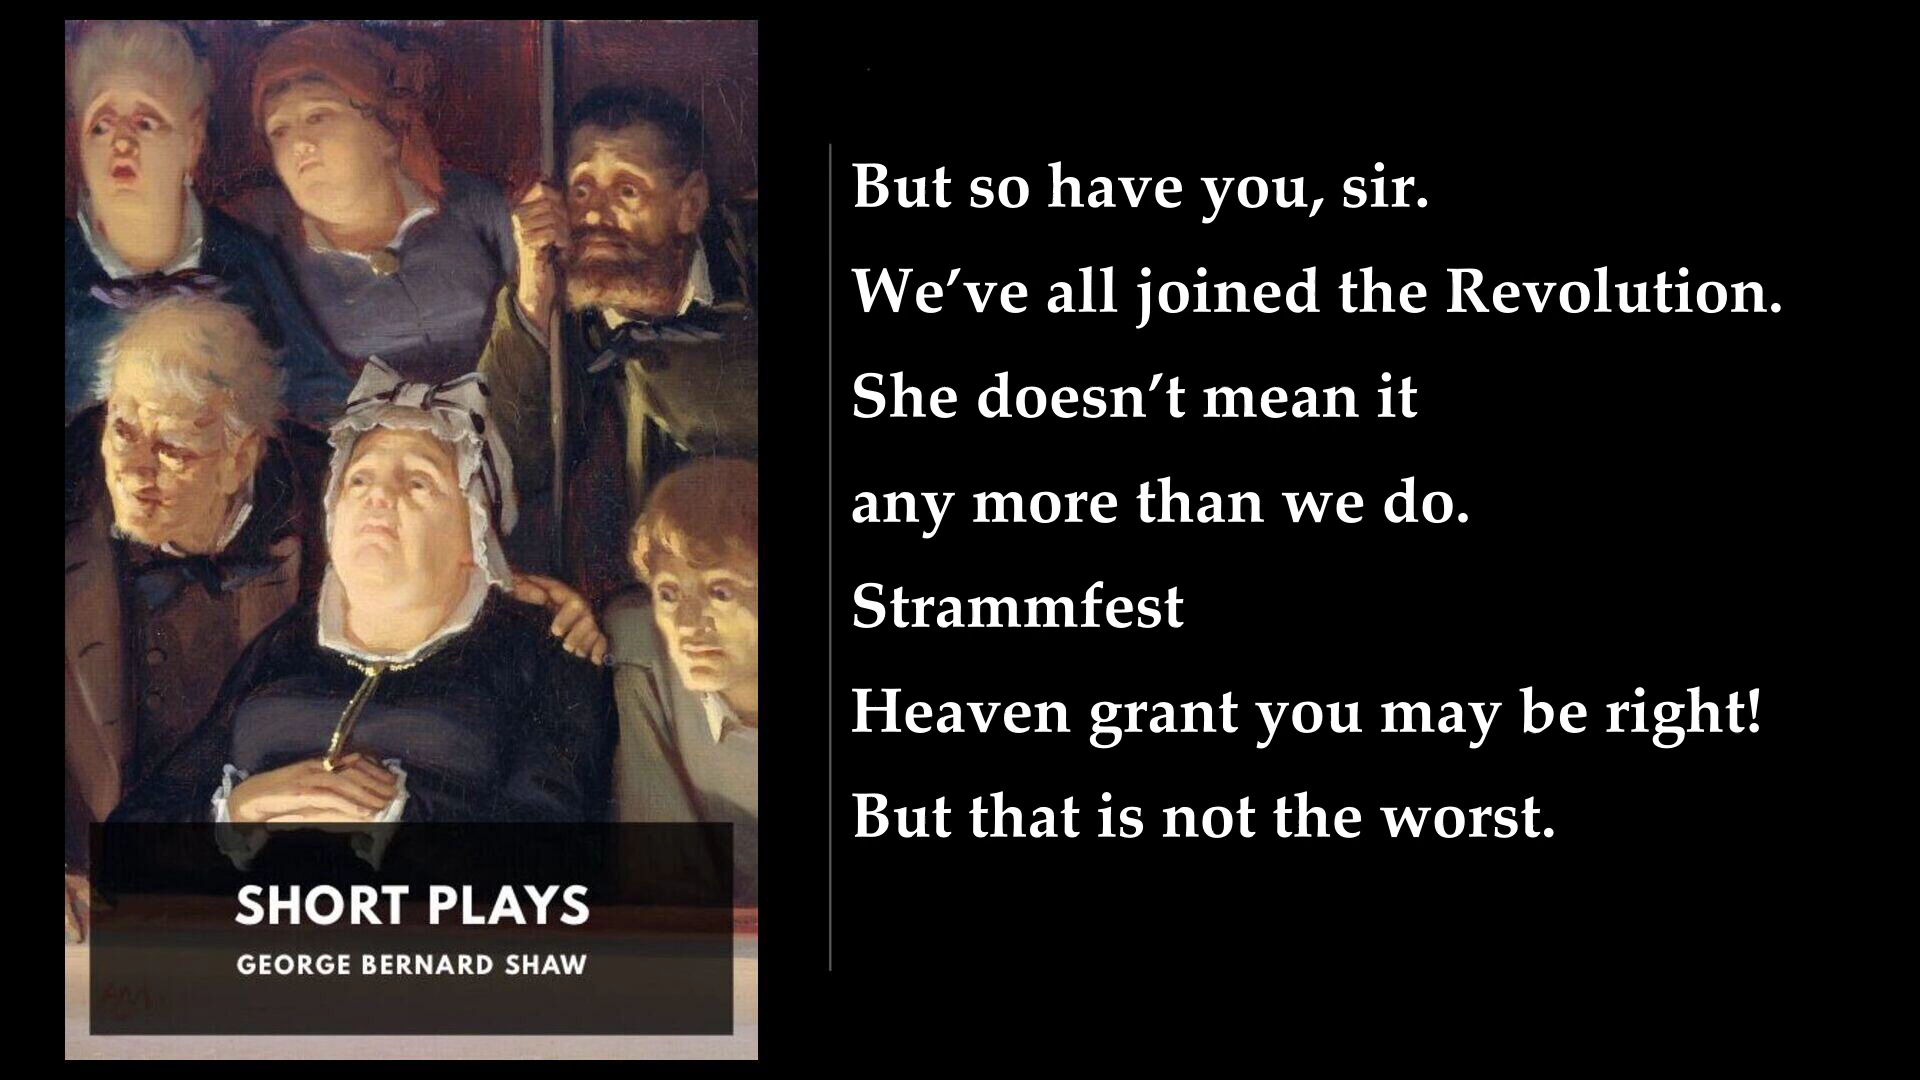 But so have you, sir.
We’ve all joined the Revolution.
She doesn’t mean it
any more than we do.
Strammfest
Heaven grant you may be right!
But that is not the worst.
SHORT PLAYS
GEORGE BERNARD SHAW